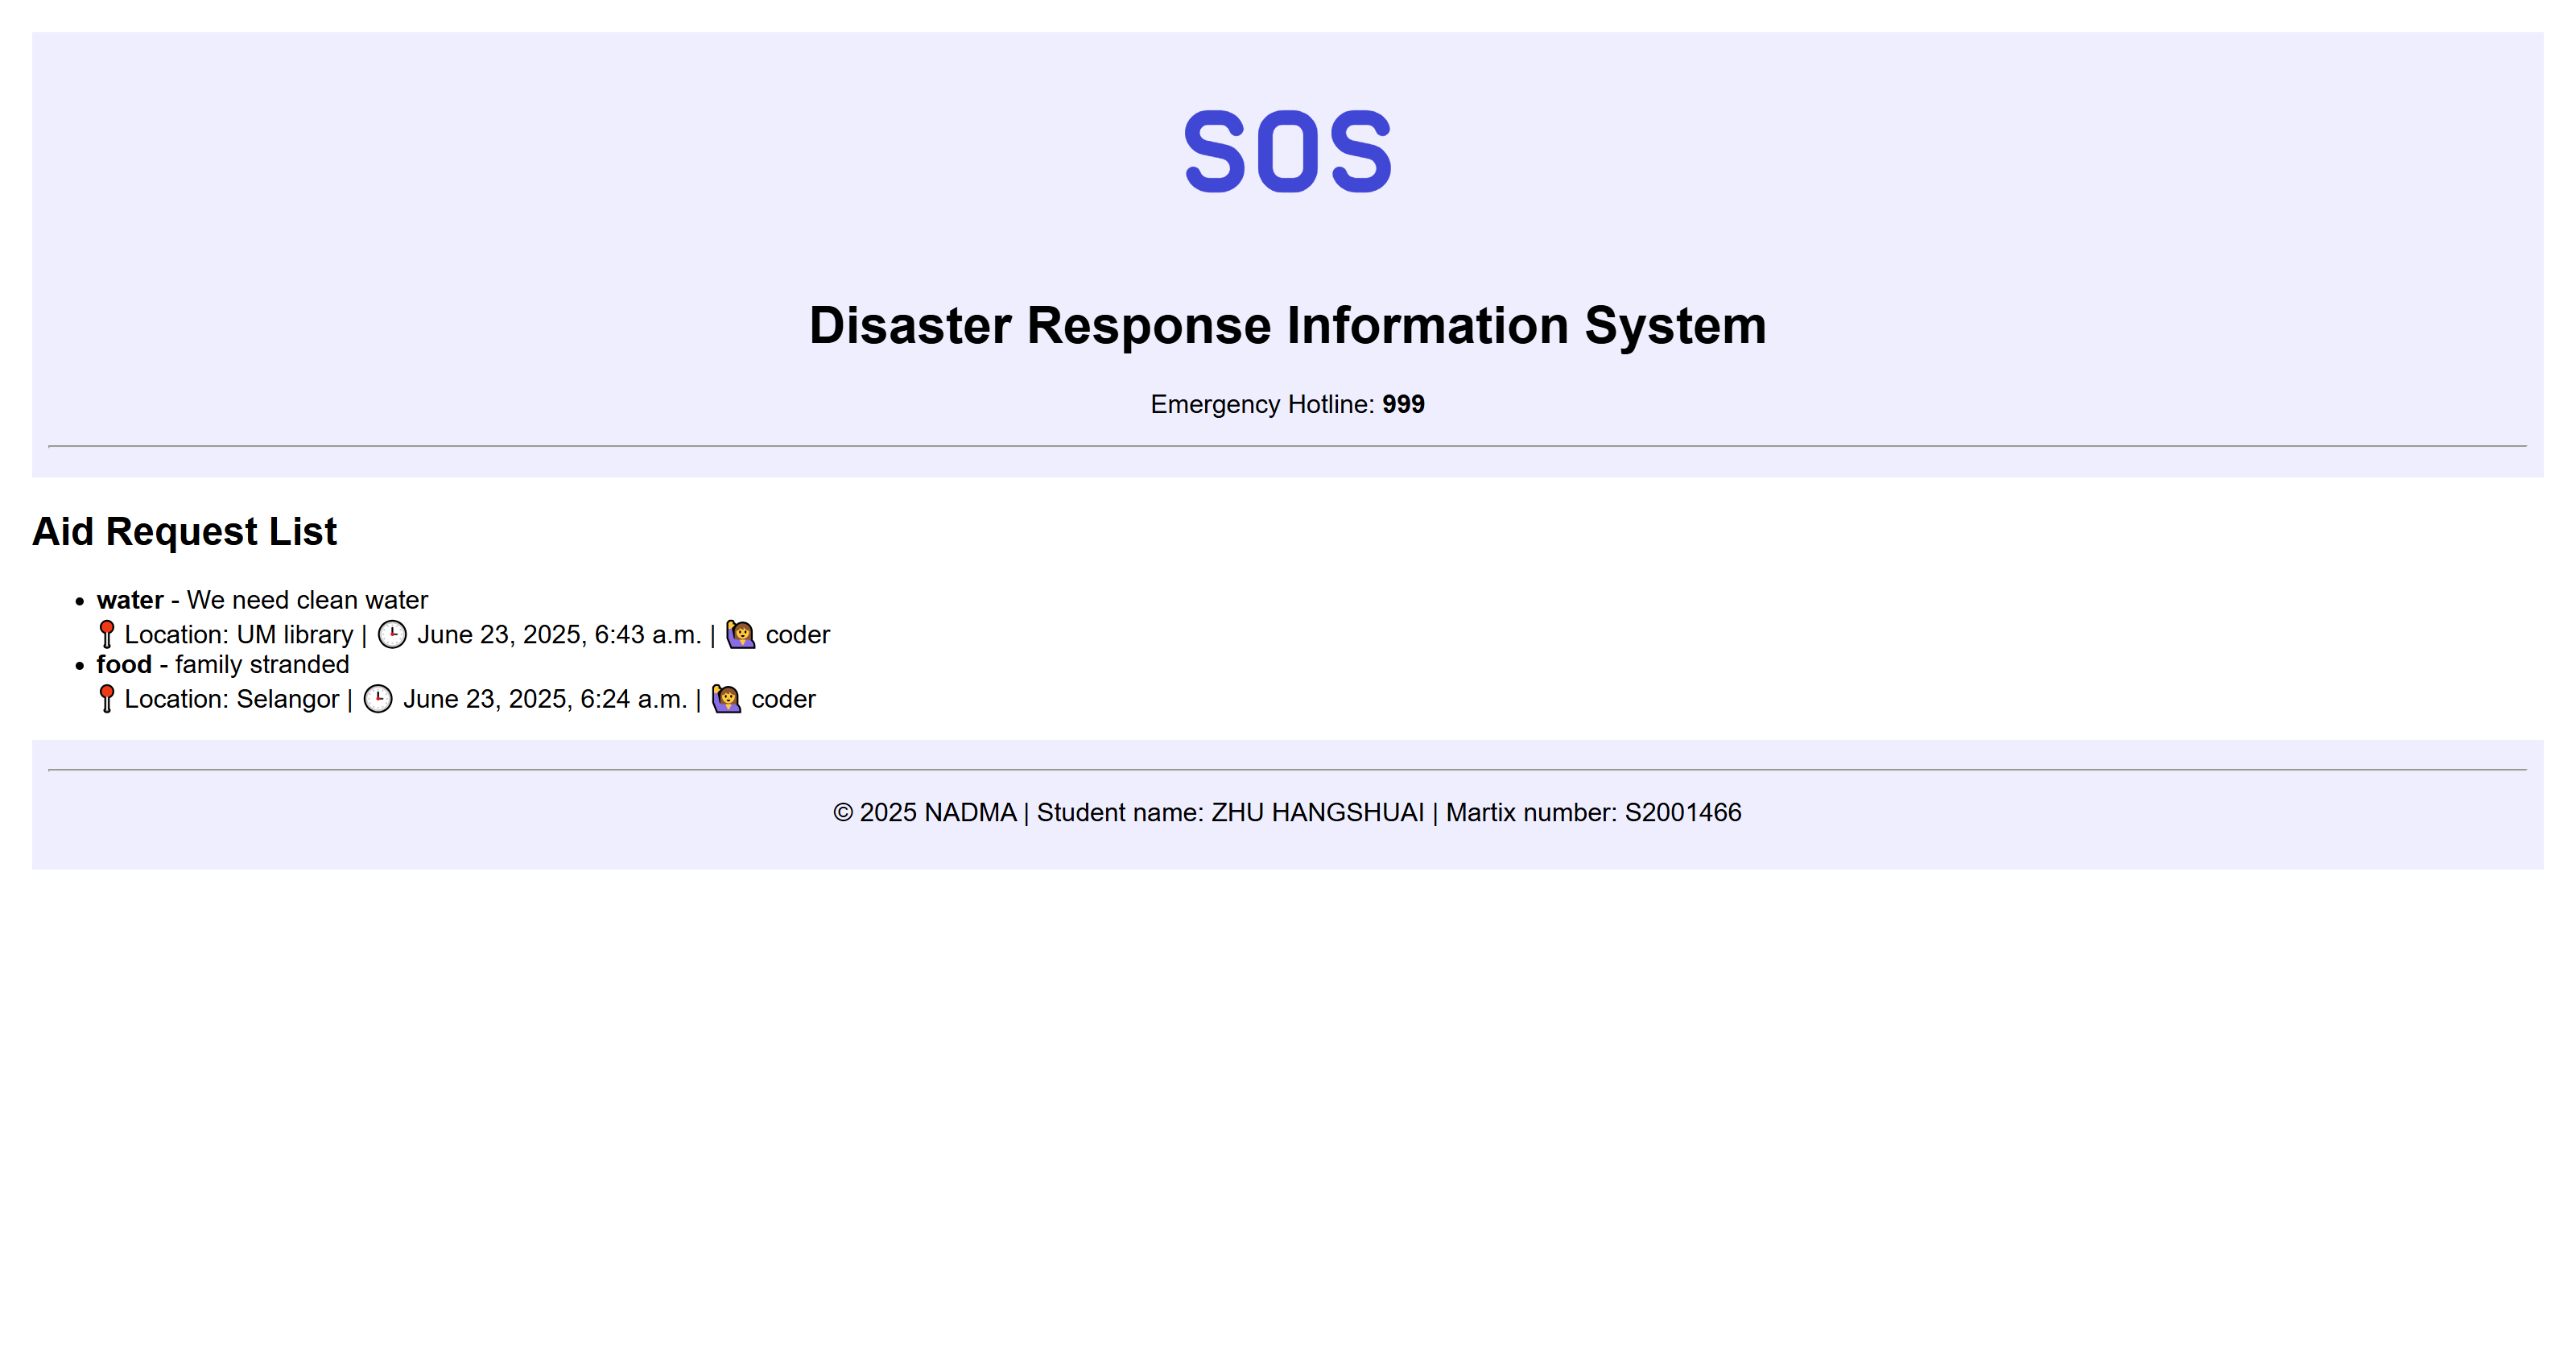 SOS
Disaster Response Information System
Emergency Hotline: 999
Aid Request List
water - We need clean water
📍 Location: UM library | 🕒 June 23, 2025, 6:43 a.m. | 🙋 coder
food - family stranded
📍 Location: Selangor | 🕒 June 23, 2025, 6:24 a.m. | 🙋 coder
© 2025 NADMA | Student name: ZHU HANGSHUAI | Martix number: S2001466